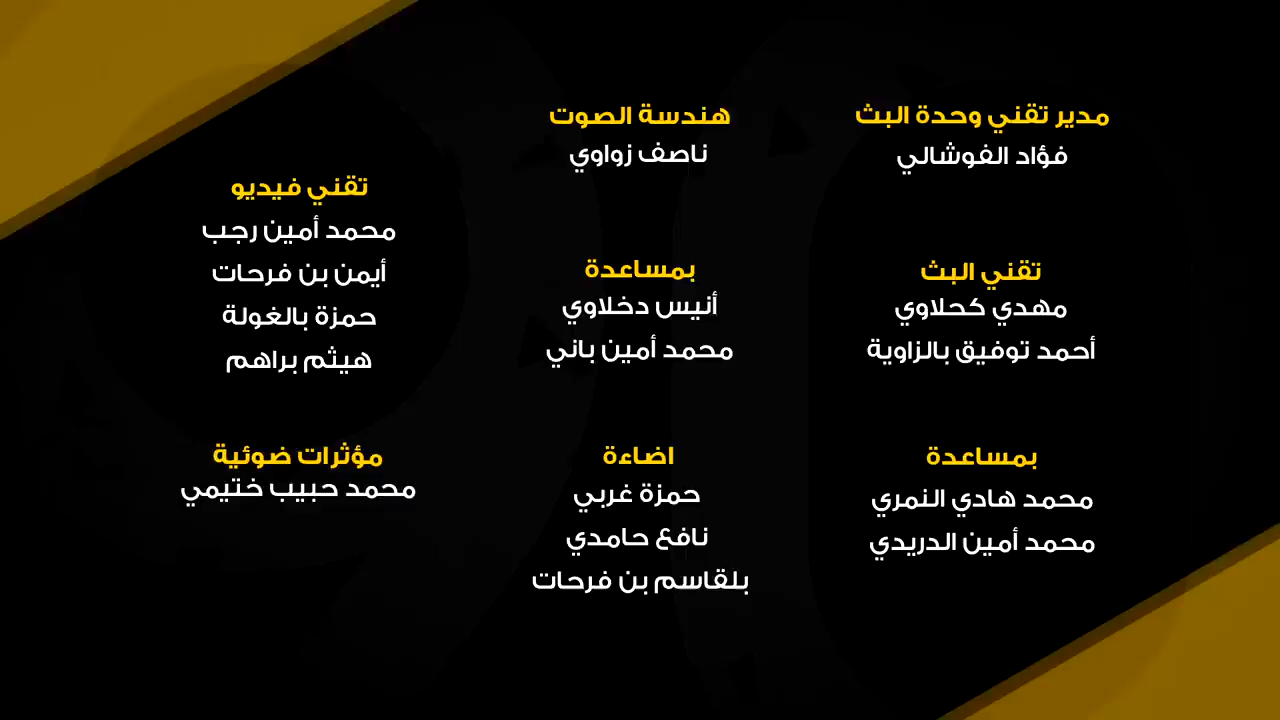 مدير تقني وحدة البث
فؤاد الفوشالي
تقني البث
مهدي كحلاوي
أحمد توفيق بالزاوية
بمساعدة
محمد هادي النمري
محمد أمين الدريدي
هندسة الصوت
ناصف زواوي
بمساعدة
أنيس دخلاوي
محمد أمين باني
اضاءة
حمزة غربي
نافع حامدي
بلقاسم بن فرحات
تقني فيديو
محمد أمين رجب
أيمن بن فرحات
حمزة بالغولة
هيثم براهم
مؤثرات ضوئية
محمد حبيب ختيمي